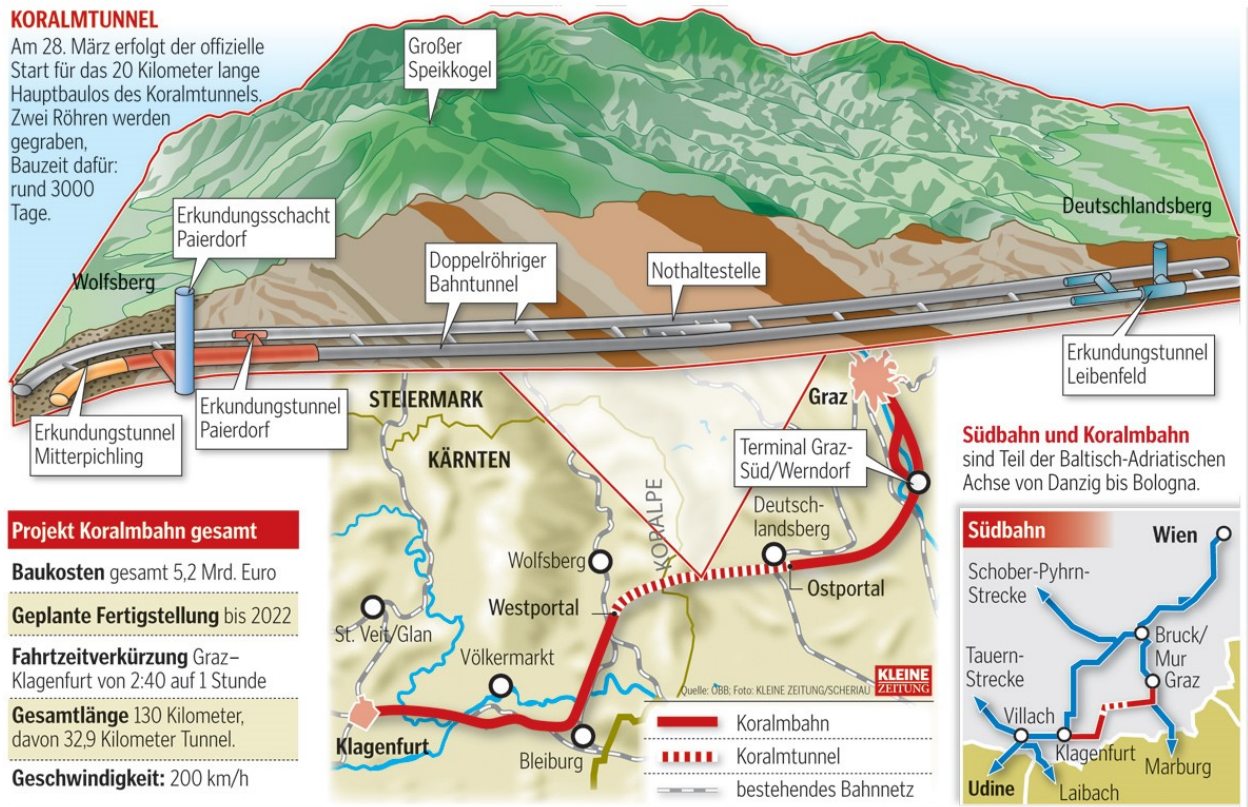 KORALMTUNNEL
Am 28. März erfolgt der offizielle
Start für das 20 Kilometer lange
Hauptbaulos des Koralmtunnels.
Zwei Röhren werden
gegraben,
Bauzeit dafür:
rund 3000
Tage.
Großer
Speikkogel
Erkundungsschacht
Paierdorf
Wolfsberg
Doppelröhriger
Bahntunnel
Nothaltestelle
Deutschlandsberg
Erkundungstunnel
Mitterpichling
Erkundungstunnel
Paierdorf
Erkundungstunnel
Leibenfeld
STEIERMARK
KÄRNTEN
Graz
Terminal Graz-
Süd/Werndorf
Deutsch-
landsberg
KORALPE
Wolfsberg
Westportal
Ostportal
St. Veit/Glan
Völkermarkt
Klagenfurt
Bleiburg
Quelle: ÖBB; Foto: KLEINE ZEITUNG/SCHERIAU
KLEINE
ZEITUNG
Koralmbahn
Koralmtunnel
bestehendes Bahnnetz
Projekt Koralmbahn gesamt
Baukosten gesamt 5,2 Mrd. Euro
Geplante Fertigstellung bis 2022
Fahrtzeitverkürzung Graz–
Klagenfurt von 2:40 auf 1 Stunde
Gesamtlänge 130 Kilometer,
davon 32,9 Kilometer Tunnel.
Geschwindigkeit: 200 km/h
Südbahn und Koralmbahn
sind Teil der Baltisch-Adriatischen
Achse von Danzig bis Bologna.
Südbahn
Wien
Schober-Pyhrn-
Strecke
Bruck/
Mur
Graz
Tauern-
Strecke
Villach
Klagenfurt
Marburg
Udine
Laibach